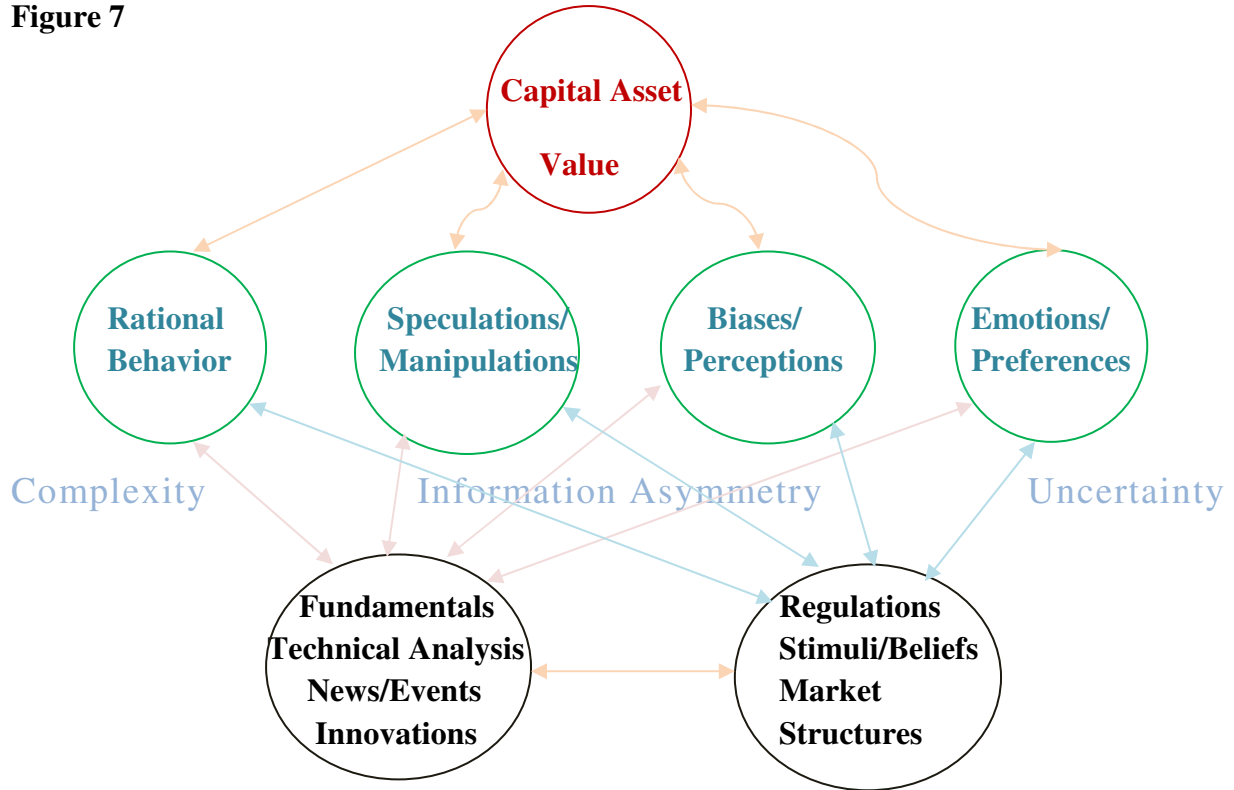 Figure 7
Capital Asset
Value
Rational
Behavior
Speculations/
Manipulations
Biases/
Perceptions
Emotions/
Preferences
Complexity
Information Asymmetry
Uncertainty
Fundamentals
Technical Analysis
News/Events
Innovations
Regulations
Stimuli/Beliefs
Market
Structures